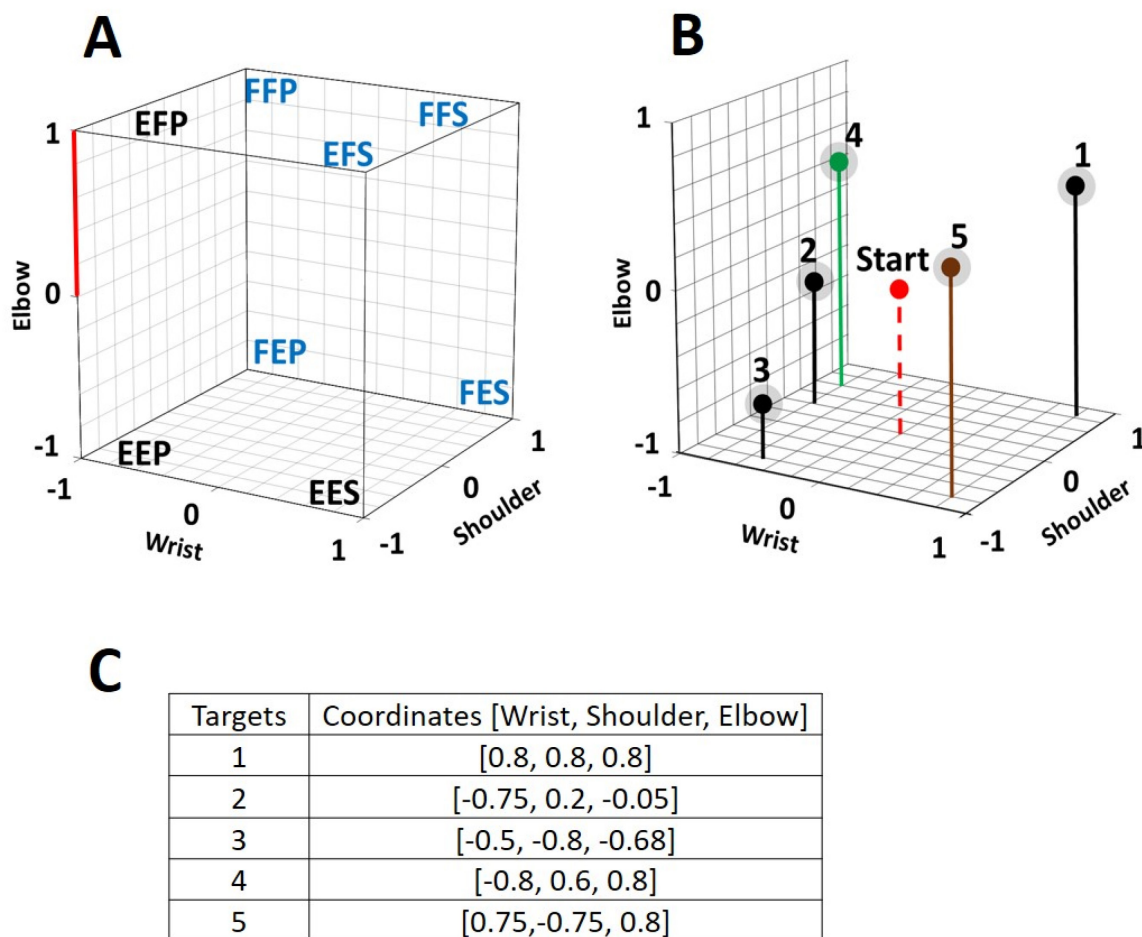 A
FFP
EFP
FFS
EFS
1
0
-1
Elbow
FEP
FES
EEP
EES
-1
0
1
Wrist
-1
0
1
Shoulder
B
1
0
-1
Elbow
4
1
2
Start
5
3
-1
0
1
Wrist
-1
0
1
Shoulder
C
Targets Coordinates [Wrist, Shoulder, Elbow]
1 [0.8, 0.8, 0.8]
2 [-0.75, 0.2, -0.05]
3 [-0.5, -0.8, -0.68]
4 [-0.8, 0.6, 0.8]
5 [0.75,-0.75, 0.8]